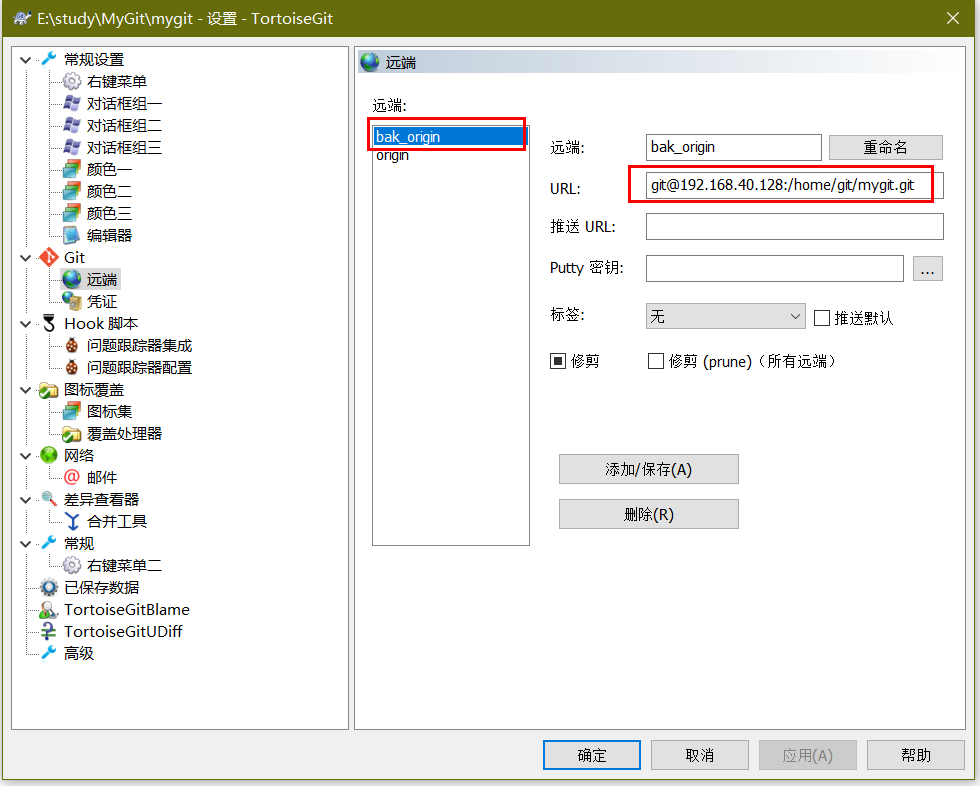 E:\study\MyGit\mygit - 设置 - TortoiseGit
常规设置
右键菜单
对话框组一
对话框组二
对话框组三
颜色一
颜色二
颜色三
编辑器
Git
远端
凭证
Hook 脚本
问题跟踪器集成
问题跟踪器配置
图标覆盖
图标集
覆盖处理器
网络
邮件
差异查看器
合并工具
常规
右键菜单二
已保存数据
TortoiseGitBlame
TortoiseGitUDiff
高级
远端
远端:
bak_origin
origin
远端: bak_origin 重命名
URL: git@192.168.40.128:/home/git/mygit.git
推送 URL:
Putty 密钥: ...
标签: 无 推送默认
修剪 修剪 (prune)（所有远端）
添加/保存(A)
删除(R)
确定 取消 应用(A) 帮助